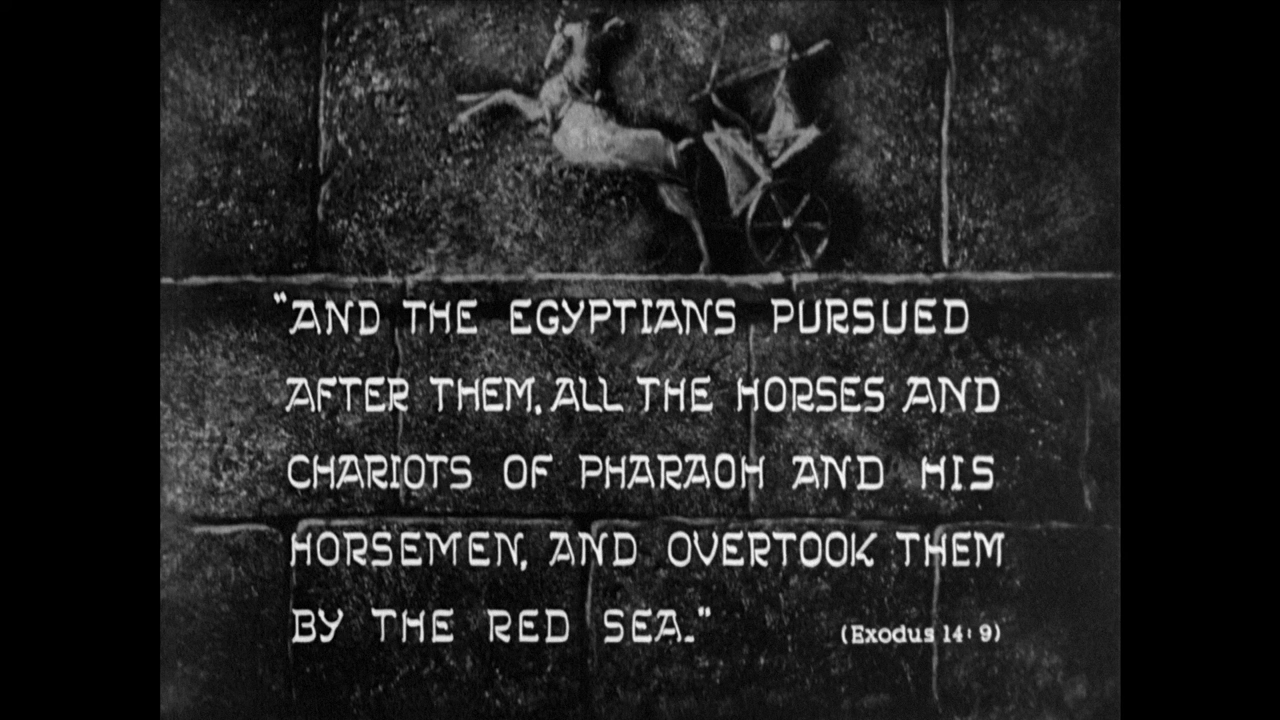 "AND THE EGYPTIANS PURSUED
AFTER THEM, ALL THE HORSES AND
CHARIOTS OF PHARAOH AND HIS
HORSEMEN, AND OVERTOOK THEM
BY THE RED SEA."
(Exodus 14:9)